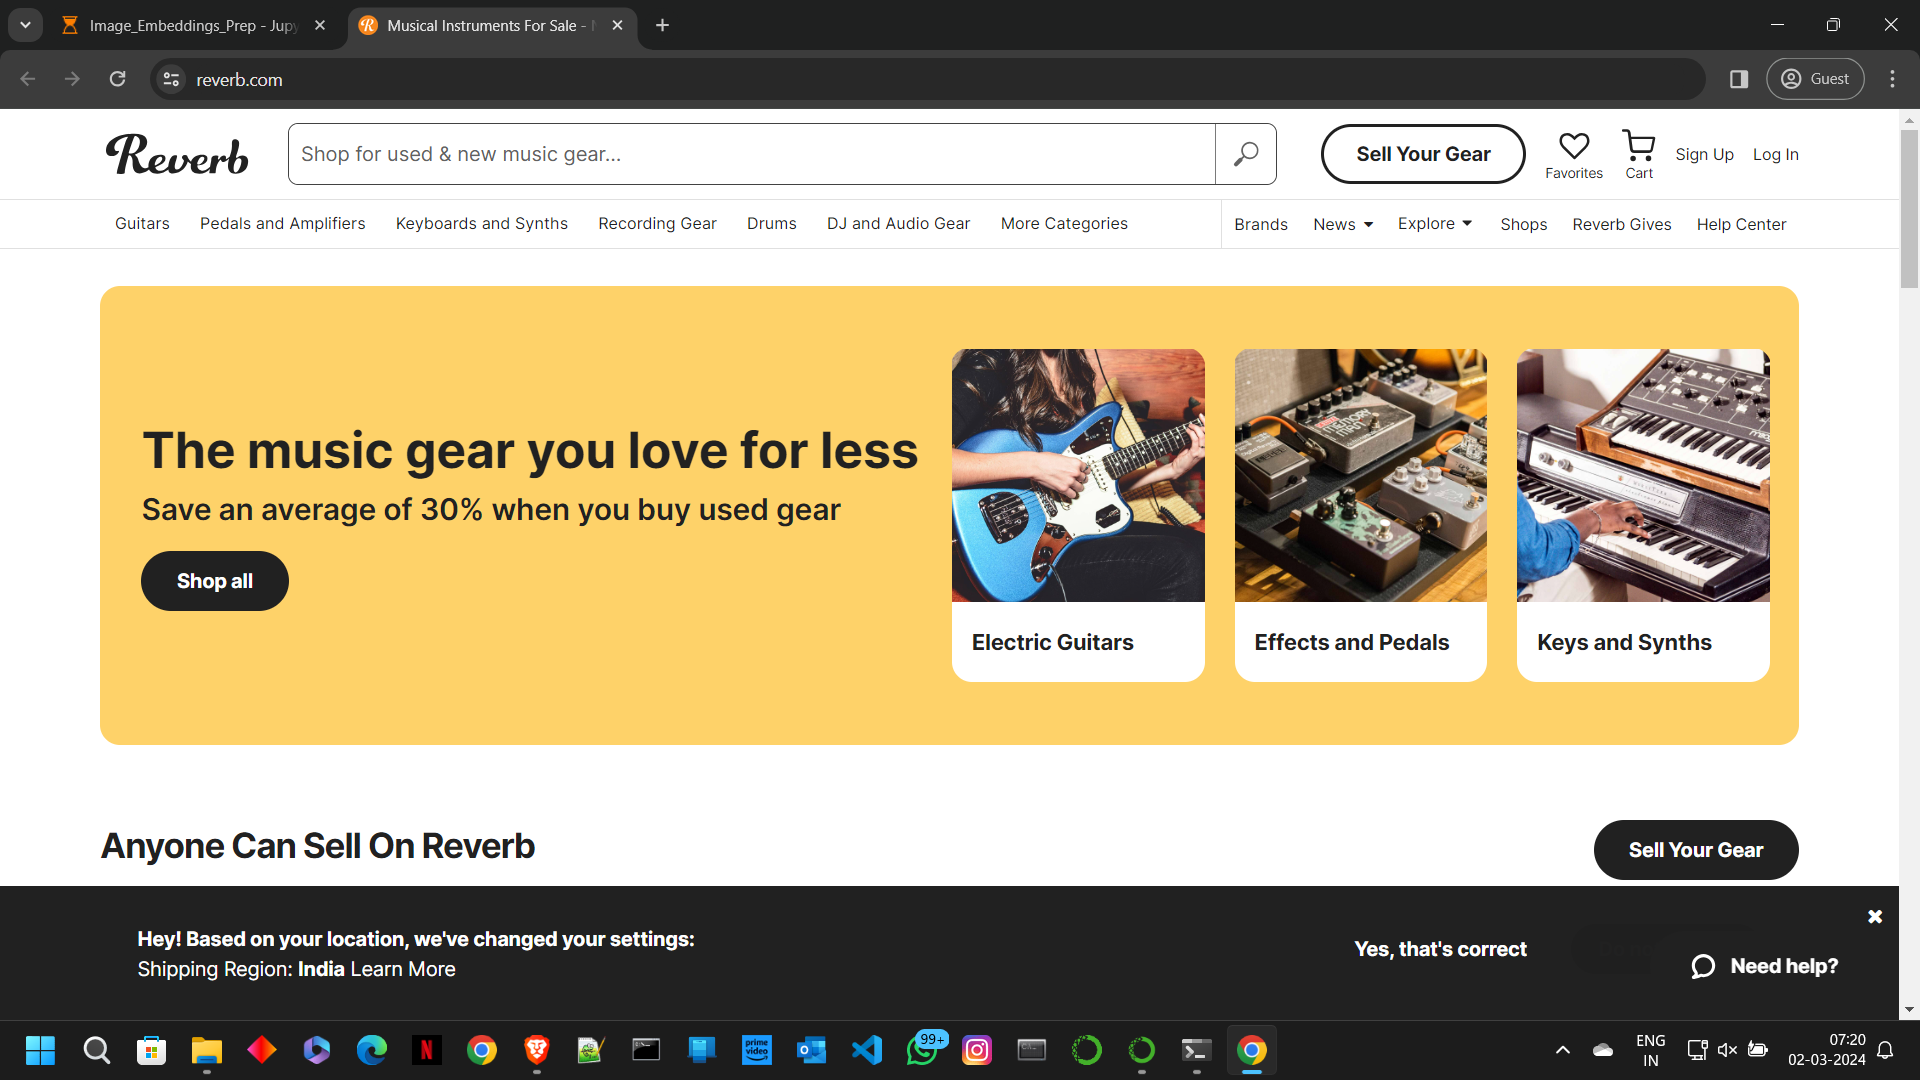 Image_Embeddings_Prep - Jupy
Musical Instruments For Sale -
reverb.com
Guest
Reverb
Shop for used & new music gear...
Sell Your Gear
Favorites
Cart
Sign Up
Log In
Guitars
Pedals and Amplifiers
Keyboards and Synths
Recording Gear
Drums
DJ and Audio Gear
More Categories
Brands
News
Explore
Shops
Reverb Gives
Help Center
The music gear you love for less
Save an average of 30% when you buy used gear
Shop all
Electric Guitars
Effects and Pedals
Keys and Synths
Anyone Can Sell On Reverb
Sell Your Gear
Hey! Based on your location, we've changed your settings:
Shipping Region: India Learn More
Yes, that's correct
Need help?
prime
video
99+
ENG
IN
07:20
02-03-2024